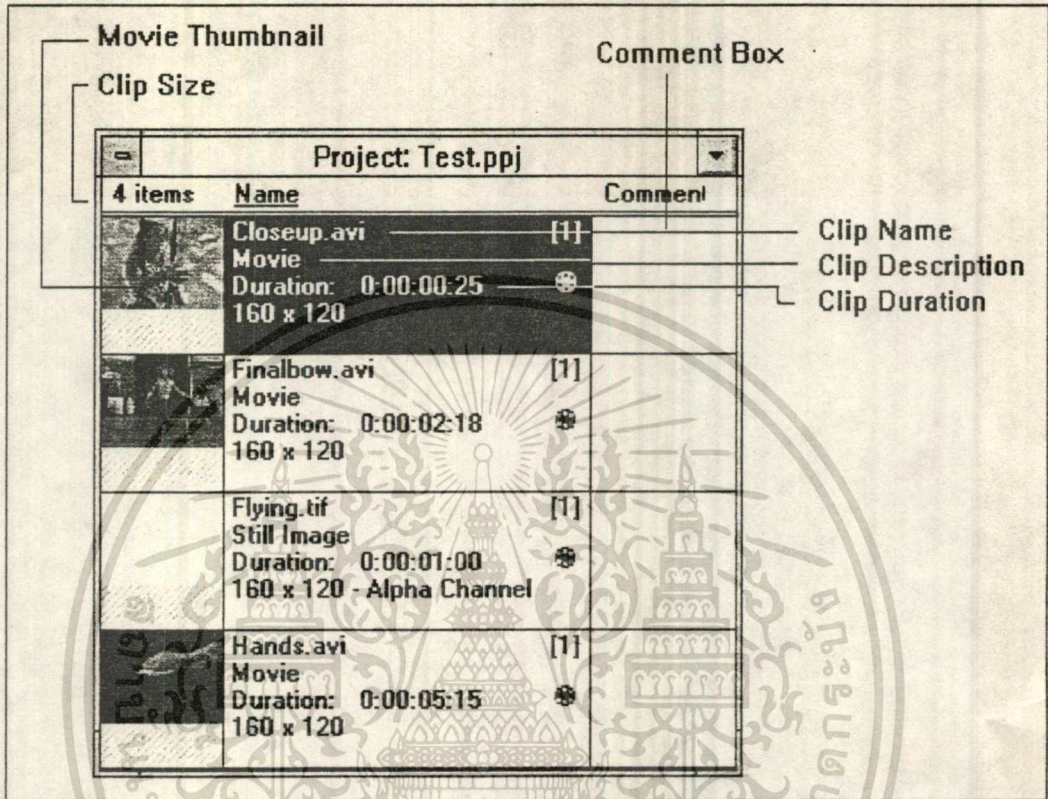 Movie Thumbnail
Comment Box
Clip Size
Project: Test.ppj
4 items Name Comment
Closeup.avi [1]
Movie
Duration: 0:00:00:25
160 x 120
Clip Name
Clip Description
Clip Duration
Finalbow.avi [1]
Movie
Duration: 0:00:02:18
160 x 120
Flying.tif [1]
Still Image
Duration: 0:00:01:00
160 x 120 - Alpha Channel
Hands.avi [1]
Movie
Duration: 0:00:05:15
160 x 120